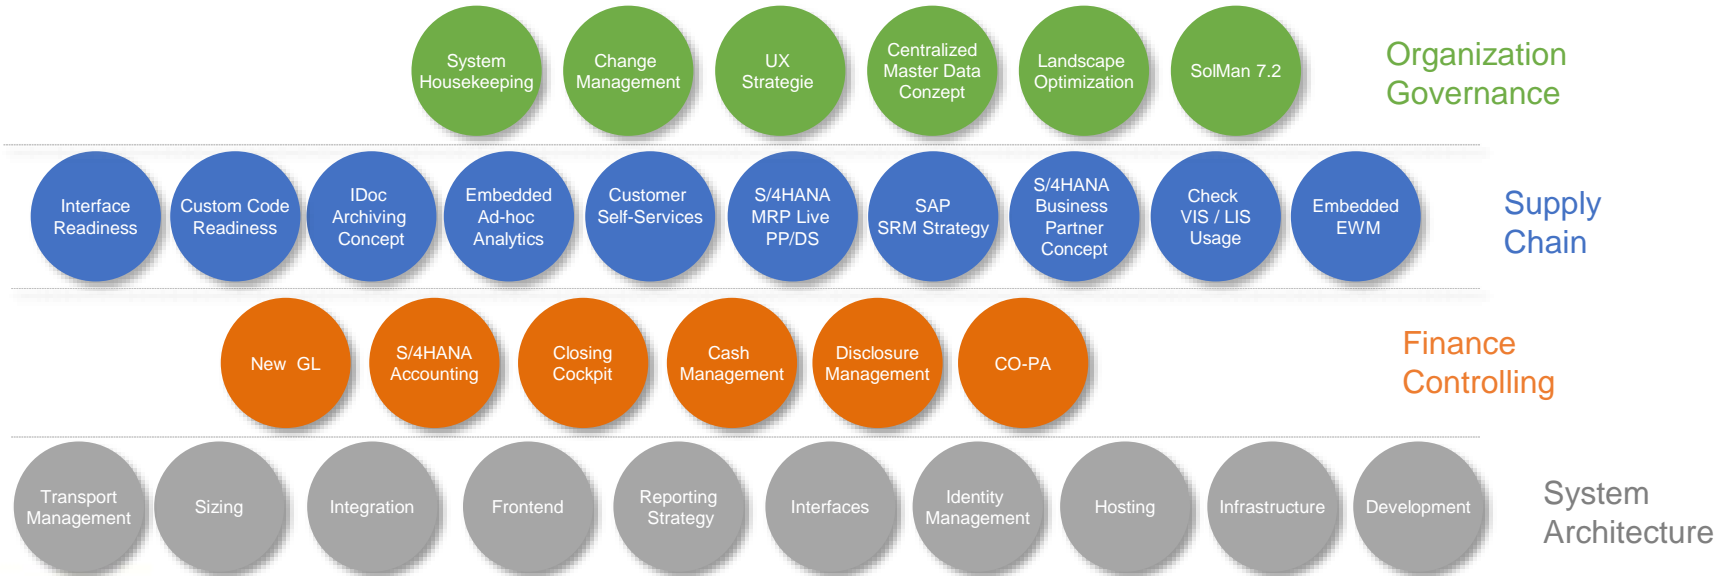 System
Housekeeping
Change
Management
UX
Strategie
Centralized
Master Data
Conzept
Landscape
Optimization
SolMan 7.2
Organization
Governance
Interface
Readiness
Custom Code
Readiness
IDoc
Archiving
Concept
Embedded
Ad-hoc
Analytics
Customer
Self-Services
S/4HANA
MRP Live
PP/DS
SAP
SRM Strategy
S/4HANA
Business
Partner
Concept
Check
VIS / LIS
Usage
Embedded
EWM
Supply
Chain
New GL
S/4HANA
Accounting
Closing
Cockpit
Cash
Management
Disclosure
Management
CO-PA
Finance
Controlling
Transport
Management
Sizing
Integration
Frontend
Reporting
Strategy
Interfaces
Identity
Management
Hosting
Infrastructure
Development
System
Architecture